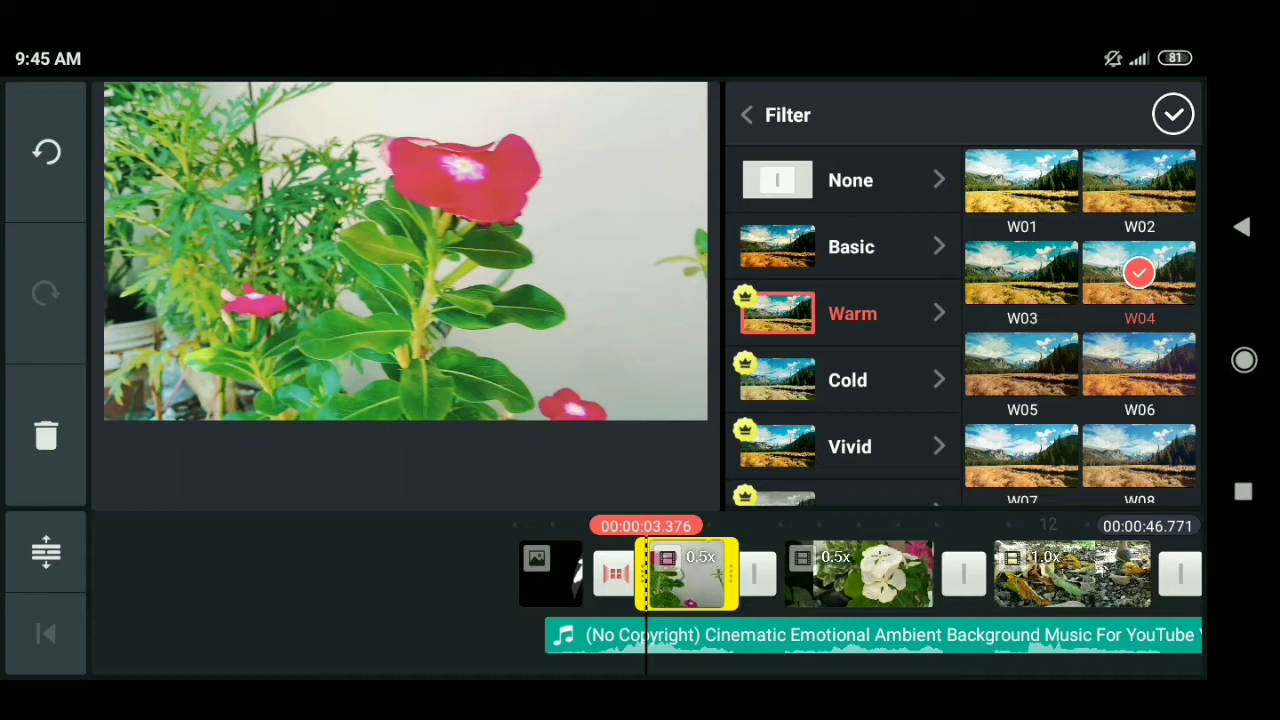 9:45 AM
81
Filter
None
Basic
Warm
Cold
Vivid
W01
W02
W03
W04
W05
W06
W07
W08
00:00:03.376
12
00:00:46.771
0.5x
0.5x
1.0x
(No Copyright) Cinematic Emotional Ambient Background Music For YouTube